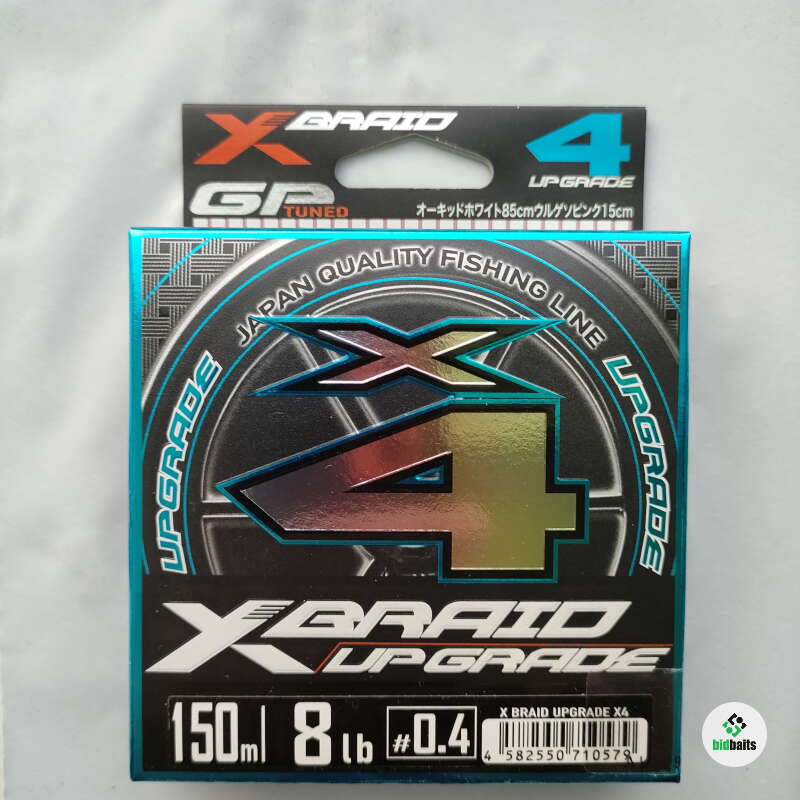 X BRAID
4
UPGRADE
GP TUNED
オーキッドホワイト85cmウルゲソピンク15cm
JAPAN QUALITY FISHING LINE
UPGRADE
UPGRADE
X
4
X BRAID
UPGRADE
150m 8lb #0.4
X BRAID UPGRADE X4
4 582550 710579
bidbaits